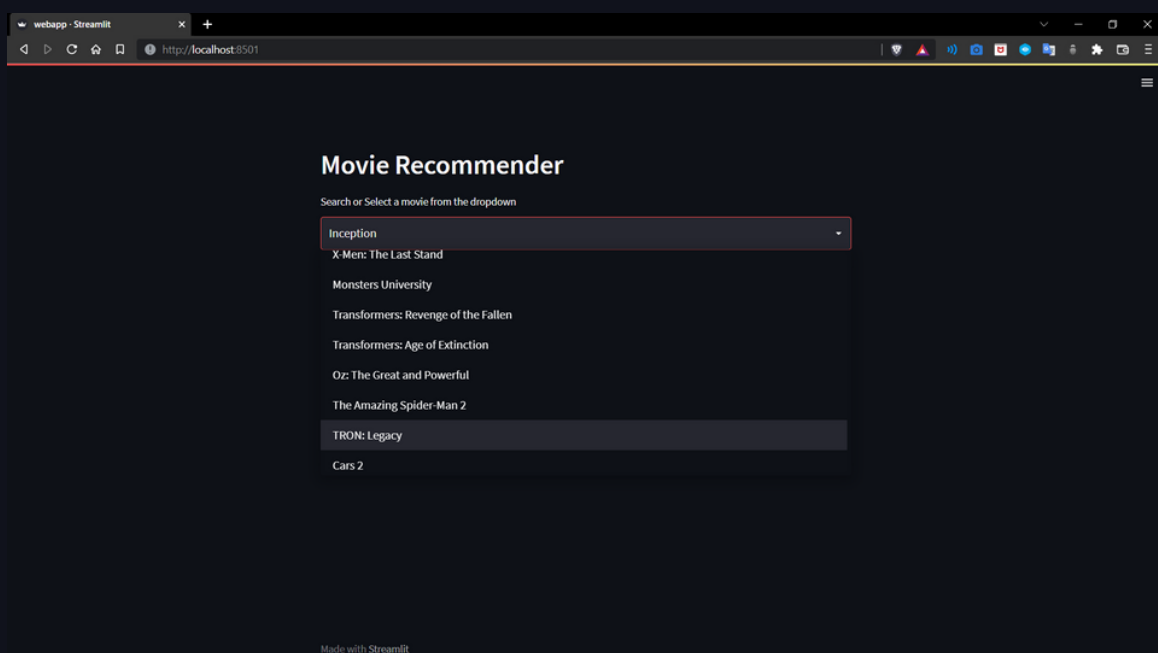 webapp · Streamlit
http://localhost:8501
Movie Recommender
Search or Select a movie from the dropdown
Inception
X-Men: The Last Stand
Monsters University
Transformers: Revenge of the Fallen
Transformers: Age of Extinction
Oz: The Great and Powerful
The Amazing Spider-Man 2
TRON: Legacy
Cars 2
Made with Streamlit